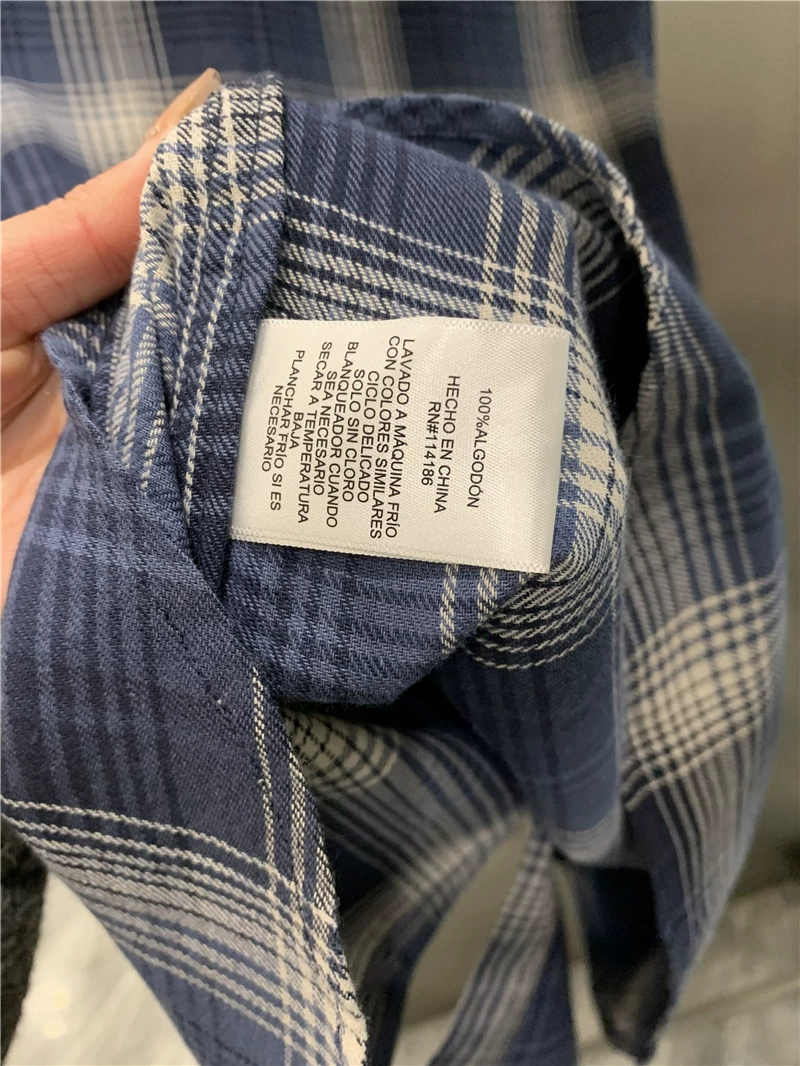 100%ALGODÓN
HECHO EN CHINA
RN#114186
LAVADO A MÁQUINA FRÍO
CON COLORES SIMILARES
CICLO DELICADO
SOLO SIN CLORO
BLANQUEADOR CUANDO
SEA NECESARIO
SECAR A TEMPERATURA
BAJA
PLANCHAR FRÍO SI ES
NECESARIO